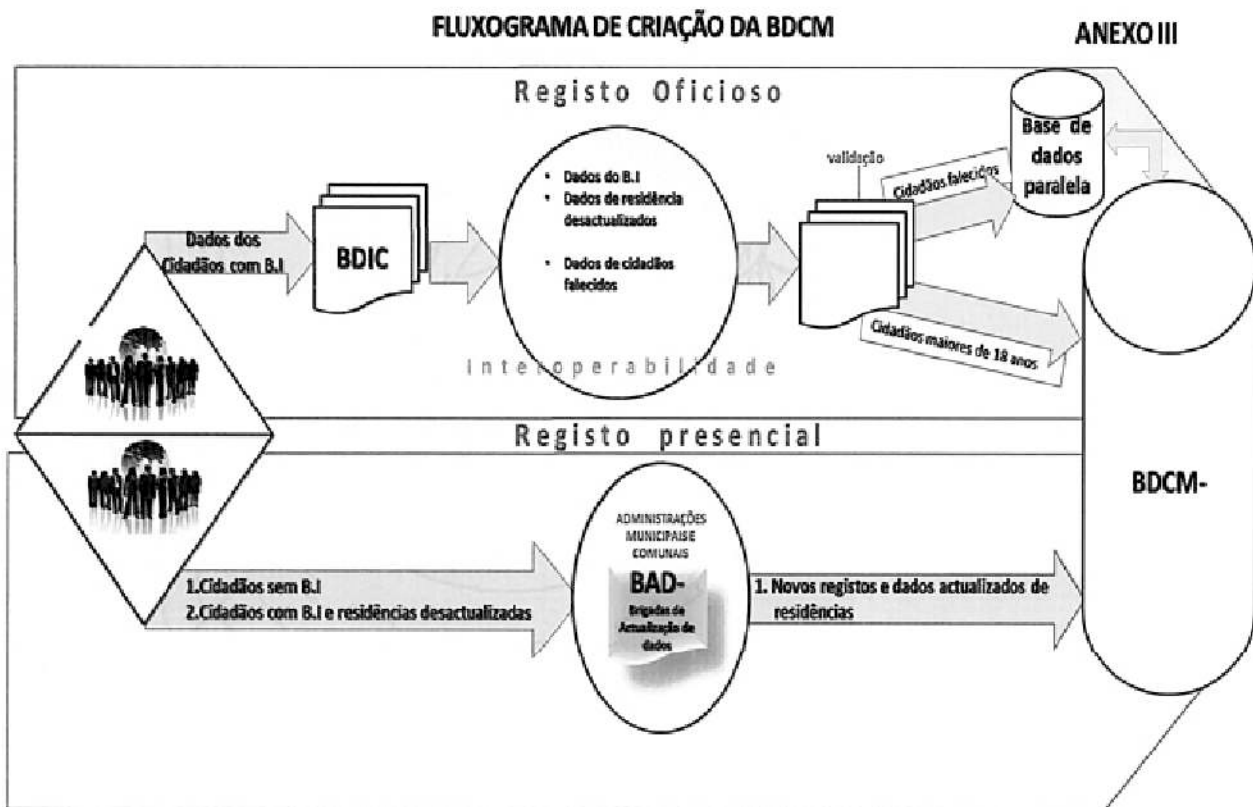 FLUXOGRAMA DE CRIAÇÃO DA BDCM
ANEXO III
Registo Oficioso
Dados dos
Cidadãos com B.I
BDIC
• Dados do B.I
• Dados de residência
desactualizados
• Dados de cidadãos
falecidos
validação
Cidadãos falecidos
Base de
dados
paralela
Cidadãos maiores de 18 anos
Interoperabilidade
Registo presencial
BDCM-
1.Cidadãos sem B.I
2.Cidadãos com B.I e residências desactualizadas
ADMINISTRAÇÕES
MUNICIPAIS E
COMUNAIS
BAD-
Brigadas de
Actualização de
dados
1. Novos registos e dados actualizados de
residências